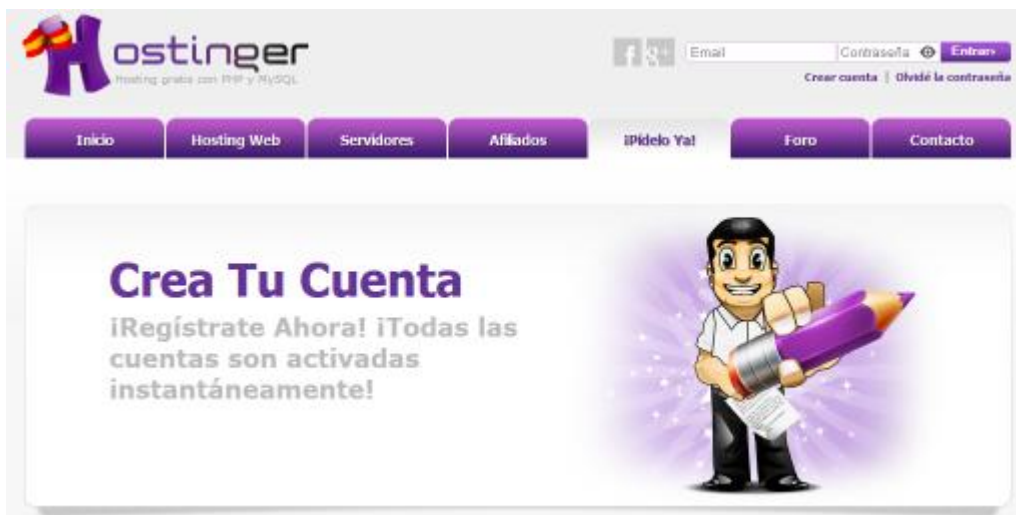 Hostinger
Hosting gratis con PHP y MySQL
f g+ Email Contraseña Entrar»
Crear cuenta | Olvidé la contraseña
Inicio Hosting Web Servidores Afiliados ¡Pídelo Ya! Foro Contacto
Crea Tu Cuenta
¡Regístrate Ahora! ¡Todas las
cuentas son activadas
instantáneamente!